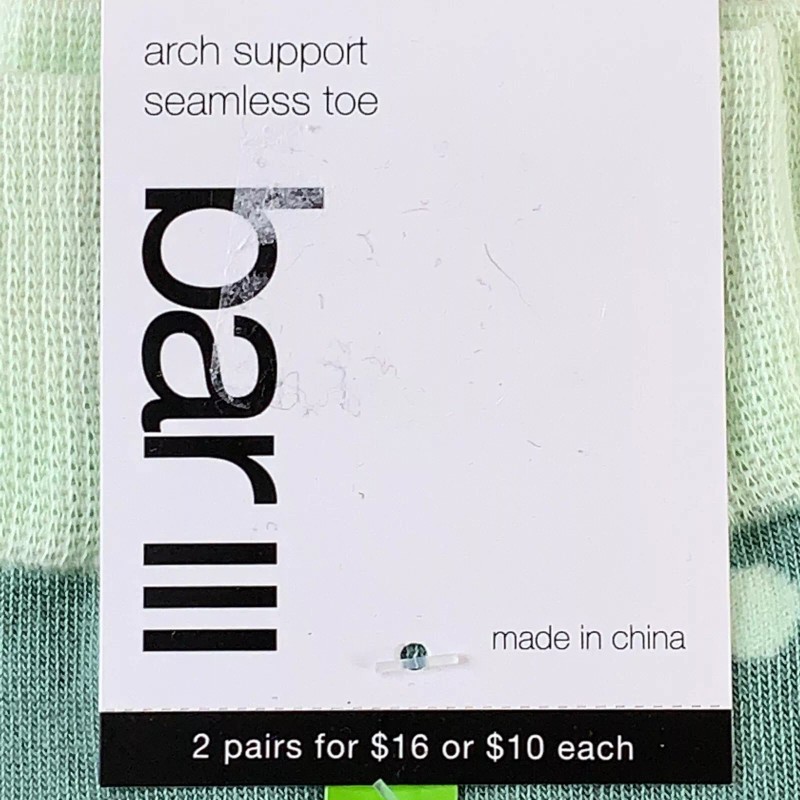 arch support
seamless toe
bar III
made in china
2 pairs for $16 or $10 each